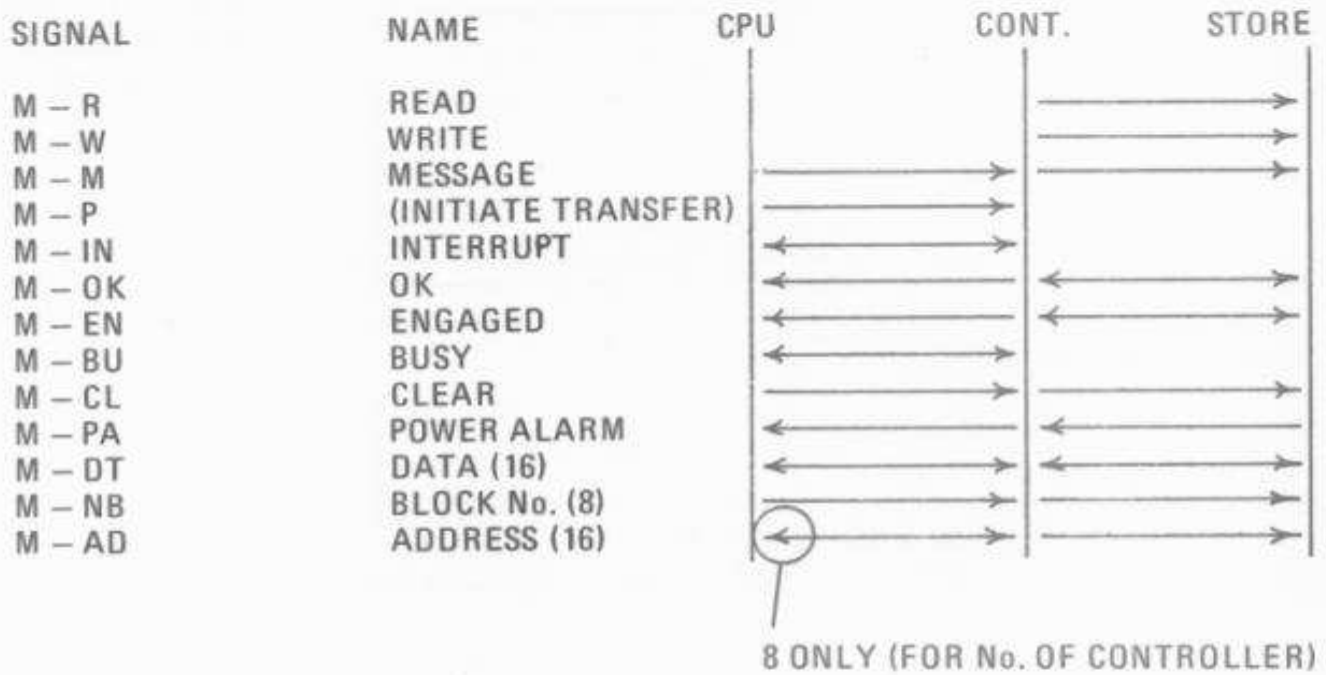 SIGNAL NAME CPU CONT. STORE
M – R READ
M – W WRITE
M – M MESSAGE
M – P (INITIATE TRANSFER)
M – IN INTERRUPT
M – OK OK
M – EN ENGAGED
M – BU BUSY
M – CL CLEAR
M – PA POWER ALARM
M – DT DATA (16)
M – NB BLOCK No. (8)
M – AD ADDRESS (16)
8 ONLY (FOR No. OF CONTROLLER)